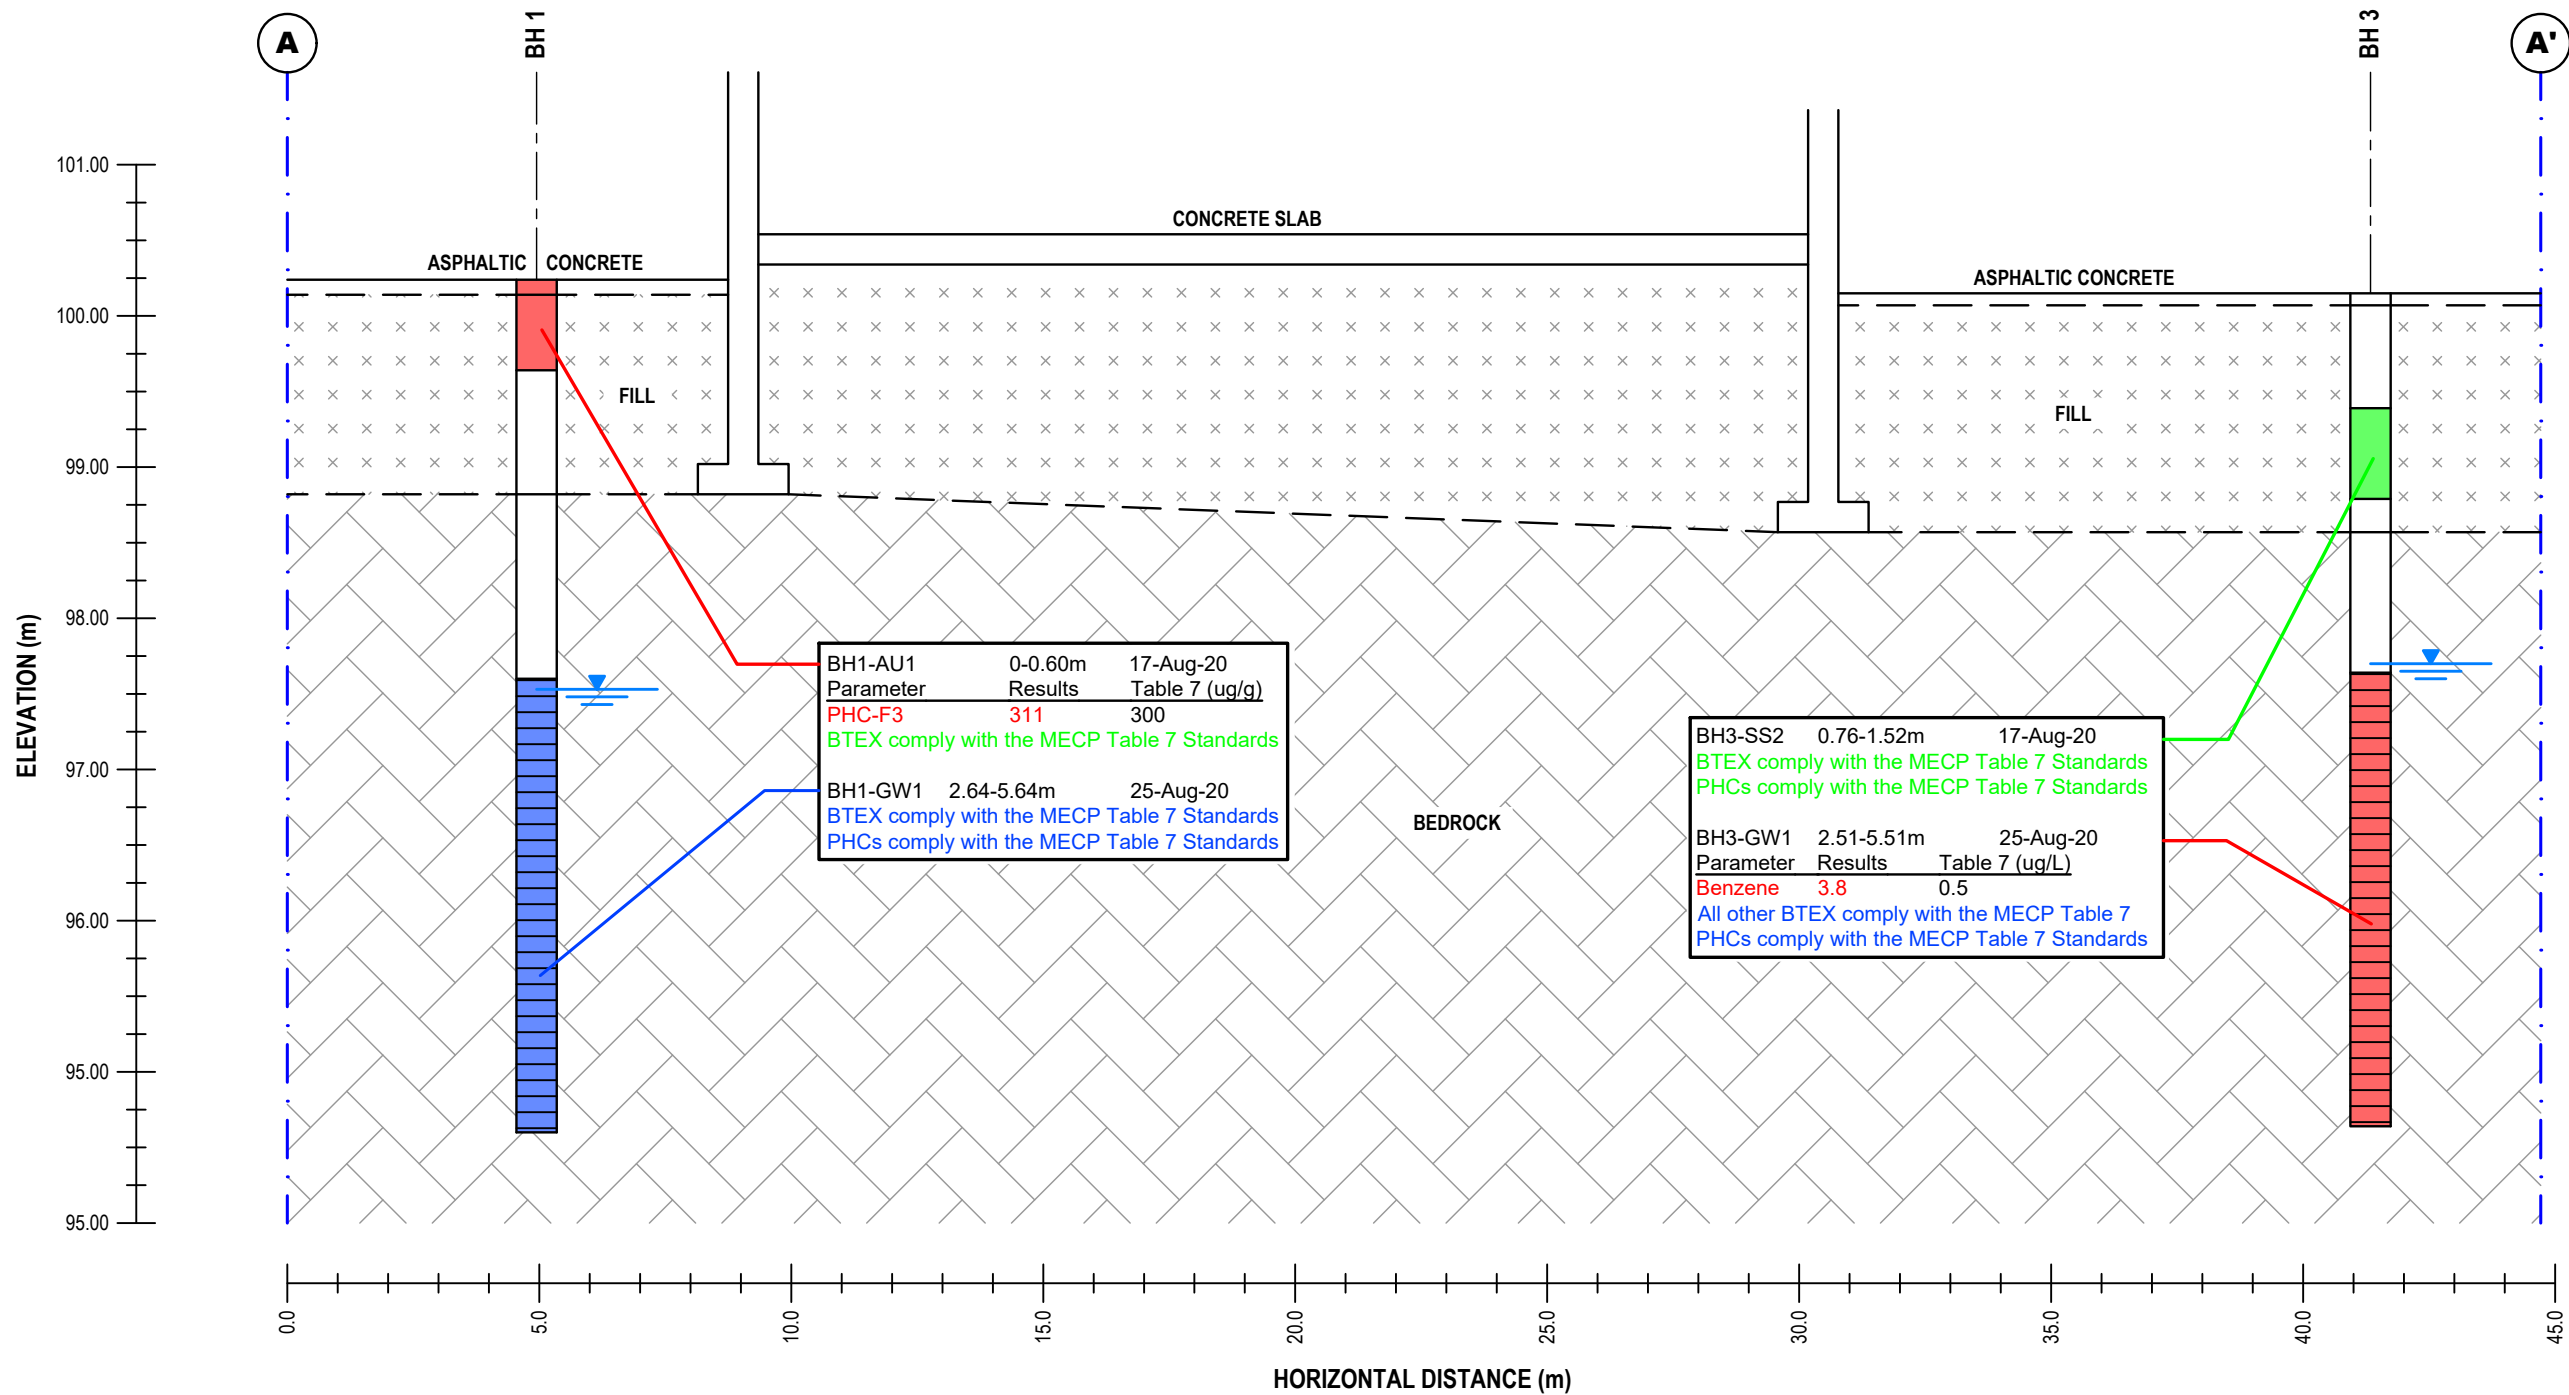 A
BH 1
BH 3
A'
101.00
100.00
99.00
98.00
97.00
96.00
95.00
95.00
ELEVATION (m)
CONCRETE SLAB
ASPHALTIC CONCRETE
ASPHALTIC CONCRETE
FILL
FILL
BH1-AU1 0-0.60m 17-Aug-20
Parameter Results Table 7 (ug/g)
PHC-F3 311 300
BTEX comply with the MECP Table 7 Standards
BH1-GW1 2.64-5.64m 25-Aug-20
BTEX comply with the MECP Table 7 Standards
PHCs comply with the MECP Table 7 Standards
BEDROCK
BH3-SS2 0.76-1.52m 17-Aug-20
BTEX comply with the MECP Table 7 Standards
PHCs comply with the MECP Table 7 Standards
BH3-GW1 2.51-5.51m 25-Aug-20
Parameter Results Table 7 (ug/L)
Benzene 3.8 0.5
All other BTEX comply with the MECP Table 7
PHCs comply with the MECP Table 7 Standards
0.0
5.0
10.0
15.0
20.0
25.0
30.0
35.0
40.0
45.0
HORIZONTAL DISTANCE (m)